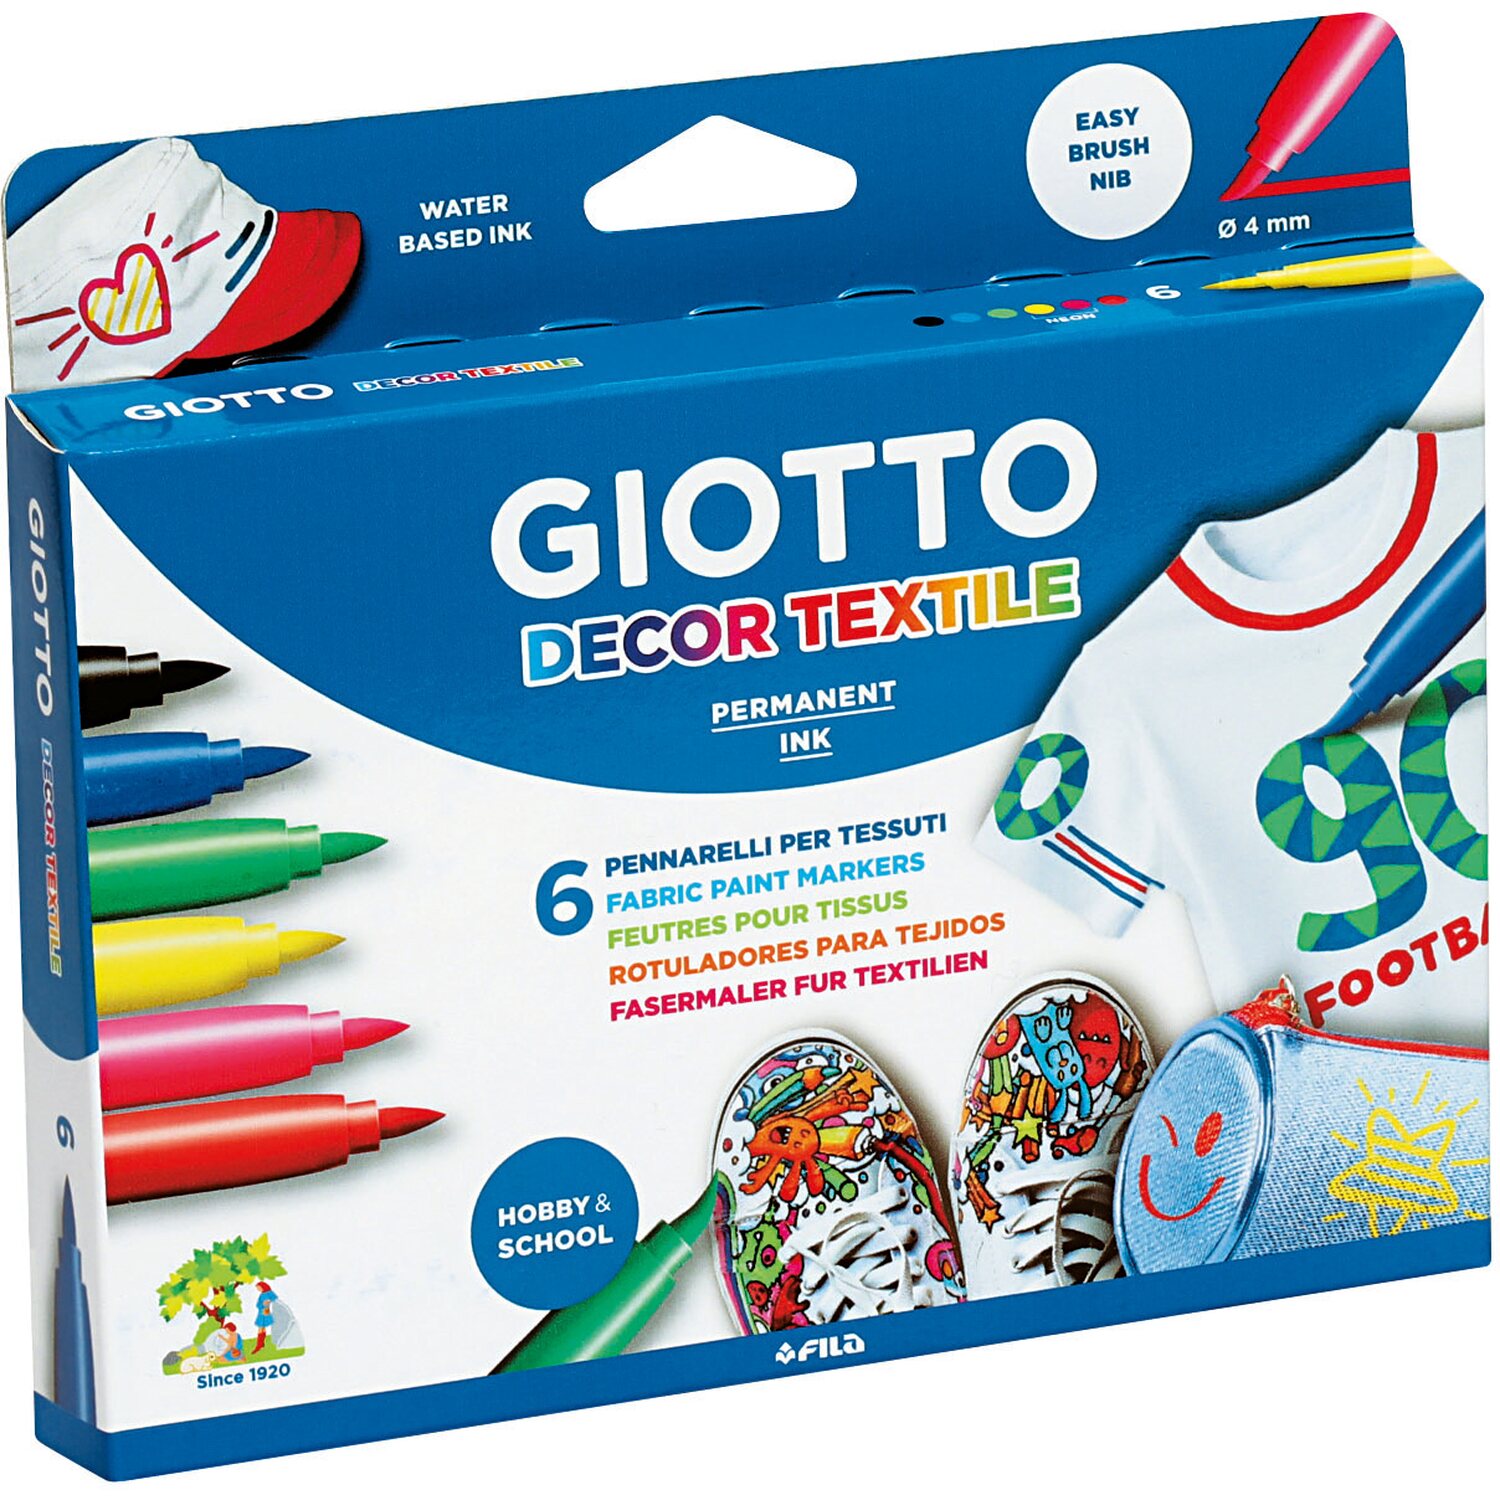 EASY
BRUSH
NIB
WATER
BASED INK
Ø 4 mm
6
NEON
GIOTTO DECOR TEXTILE
GIOTTO
DECOR TEXTILE
PERMANENT
INK
6
PENNARELLI PER TESSUTI
FABRIC PAINT MARKERS
FEUTRES POUR TISSUS
ROTULADORES PARA TEJIDOS
FASERMALER FUR TEXTILIEN
90
FOOTBA
HOBBY &
SCHOOL
Since 1920
FILA
GIOTTO DECOR TEXTILE
6